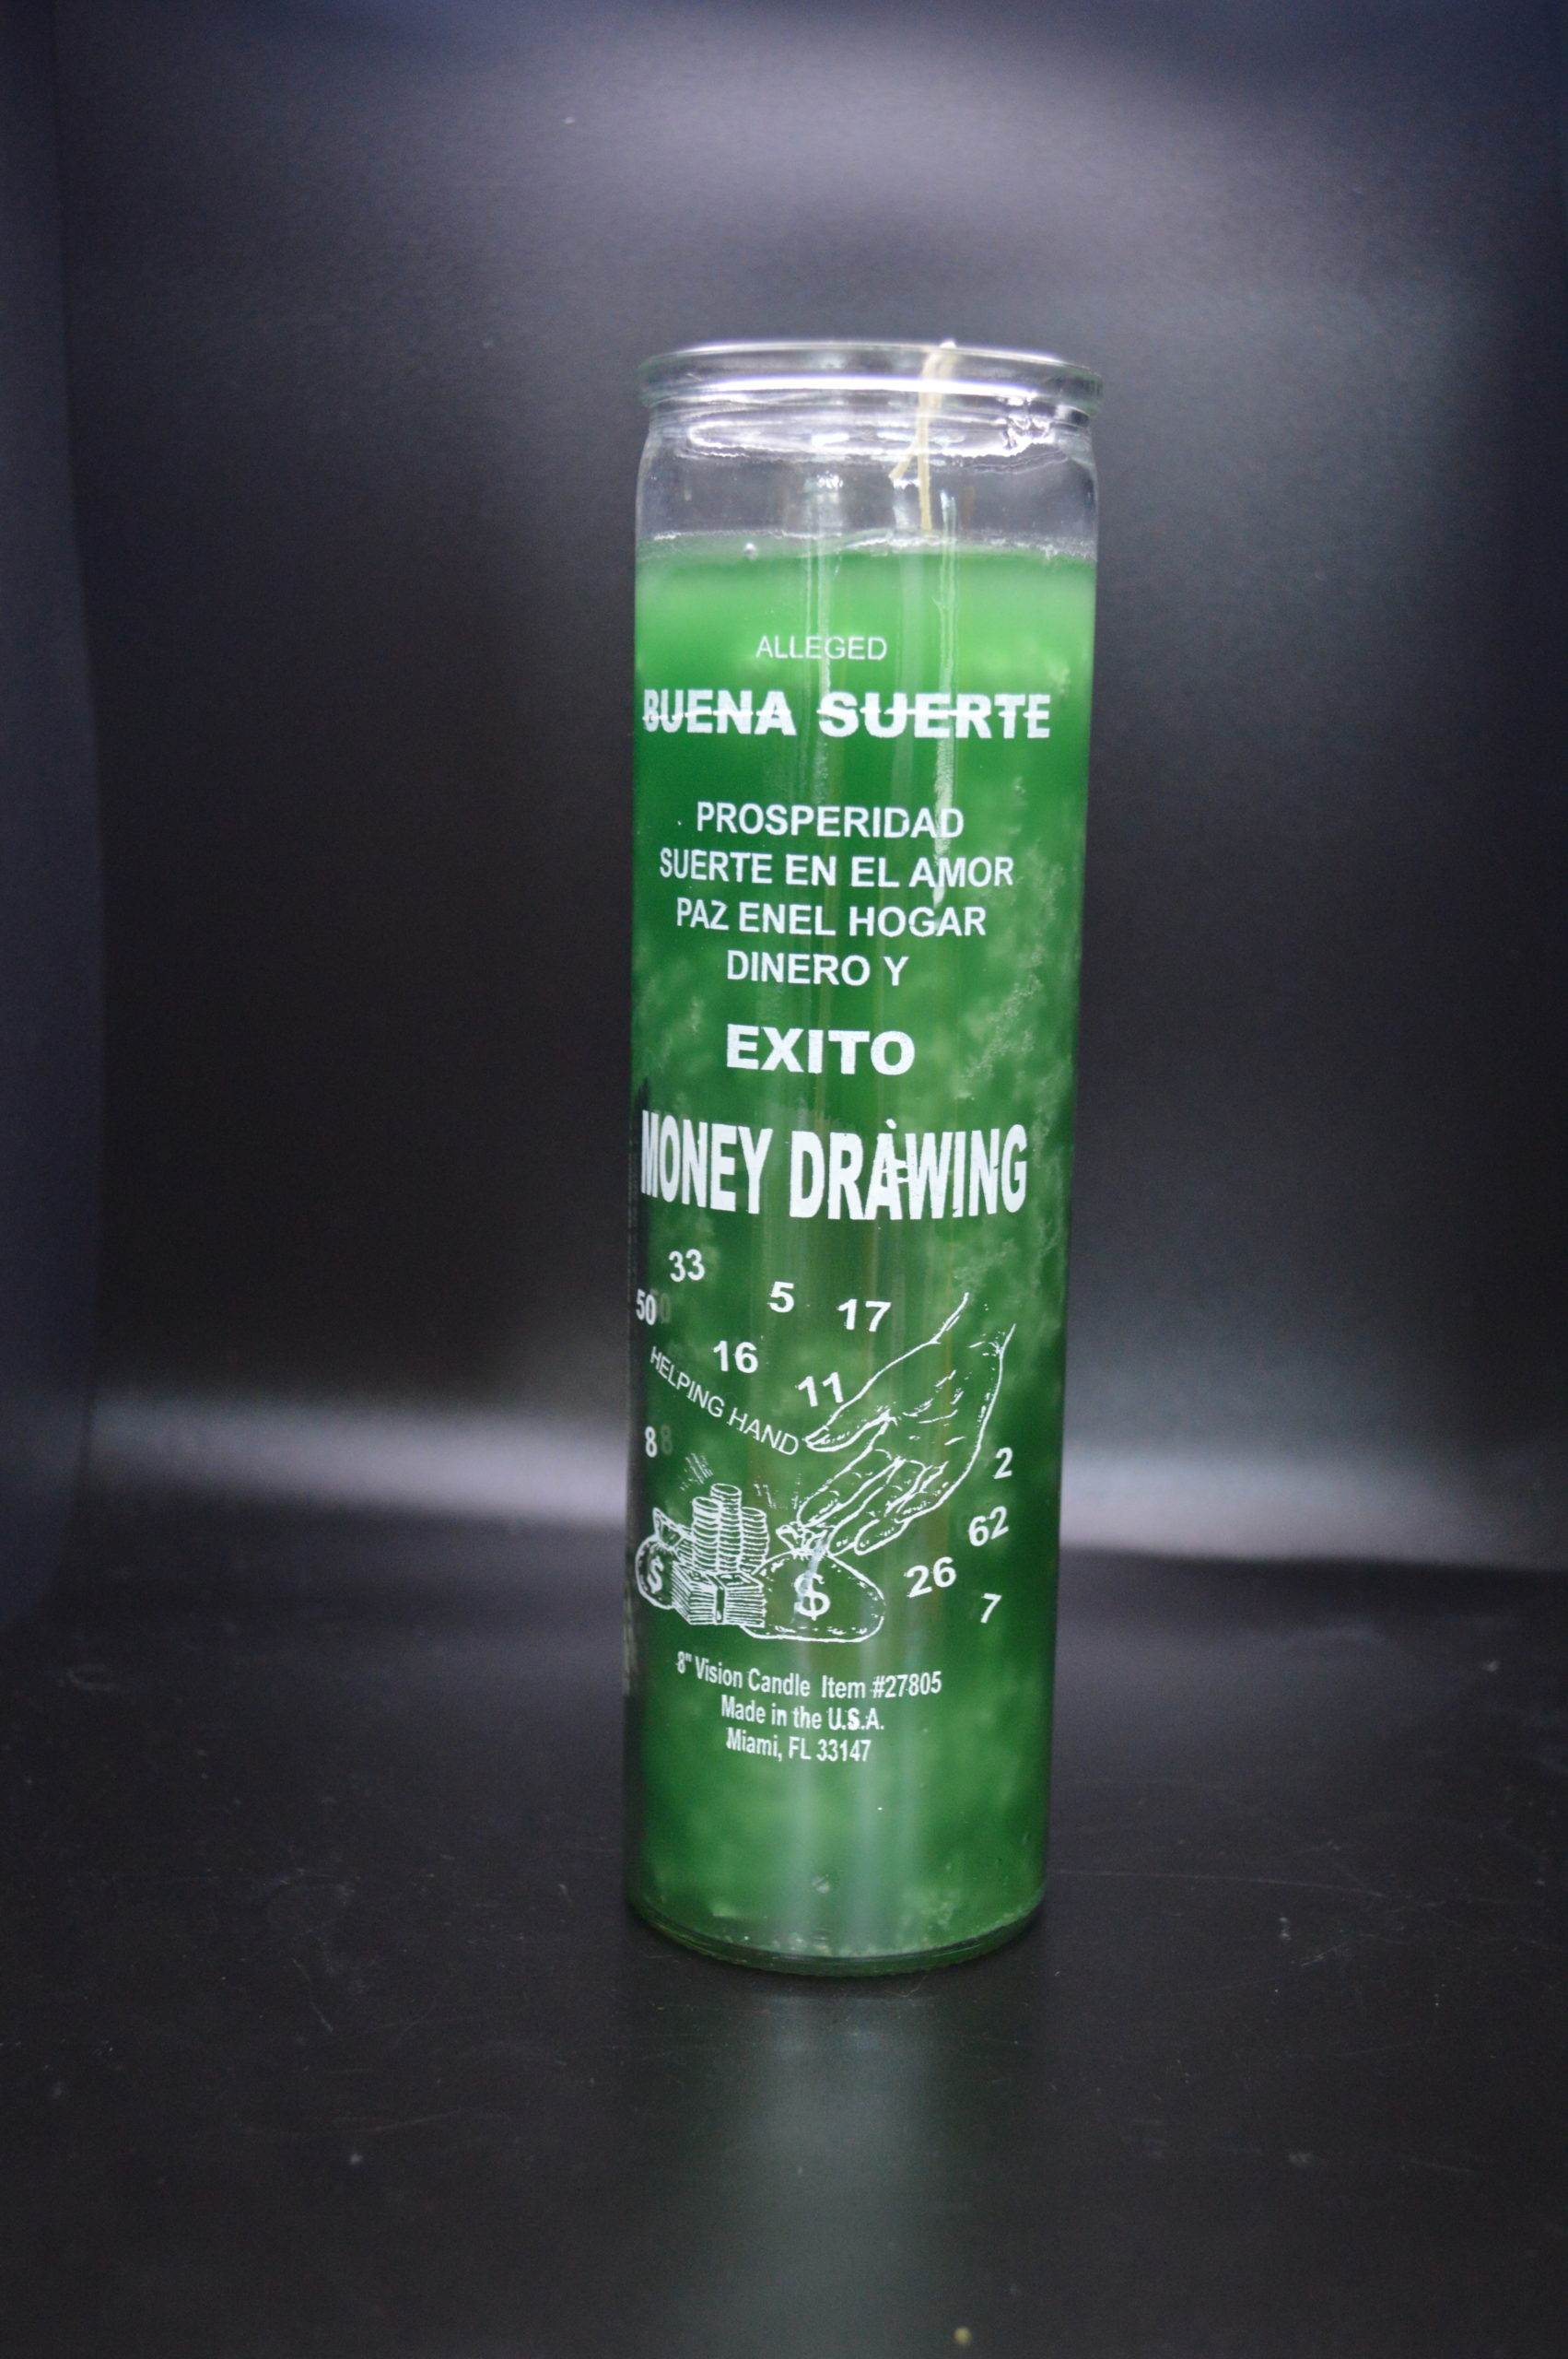 ALLEGED
BUENA SUERTE
PROSPERIDAD
SUERTE EN EL AMOR
PAZ ENEL HOGAR
DINERO Y
EXITO
MONEY DRAWING
33
50
5
17
16
11
HELPING HAND
8
2
62
26
7
$
$
8" Vision Candle Item #27805
Made in the U.S.A.
Miami, FL 33147